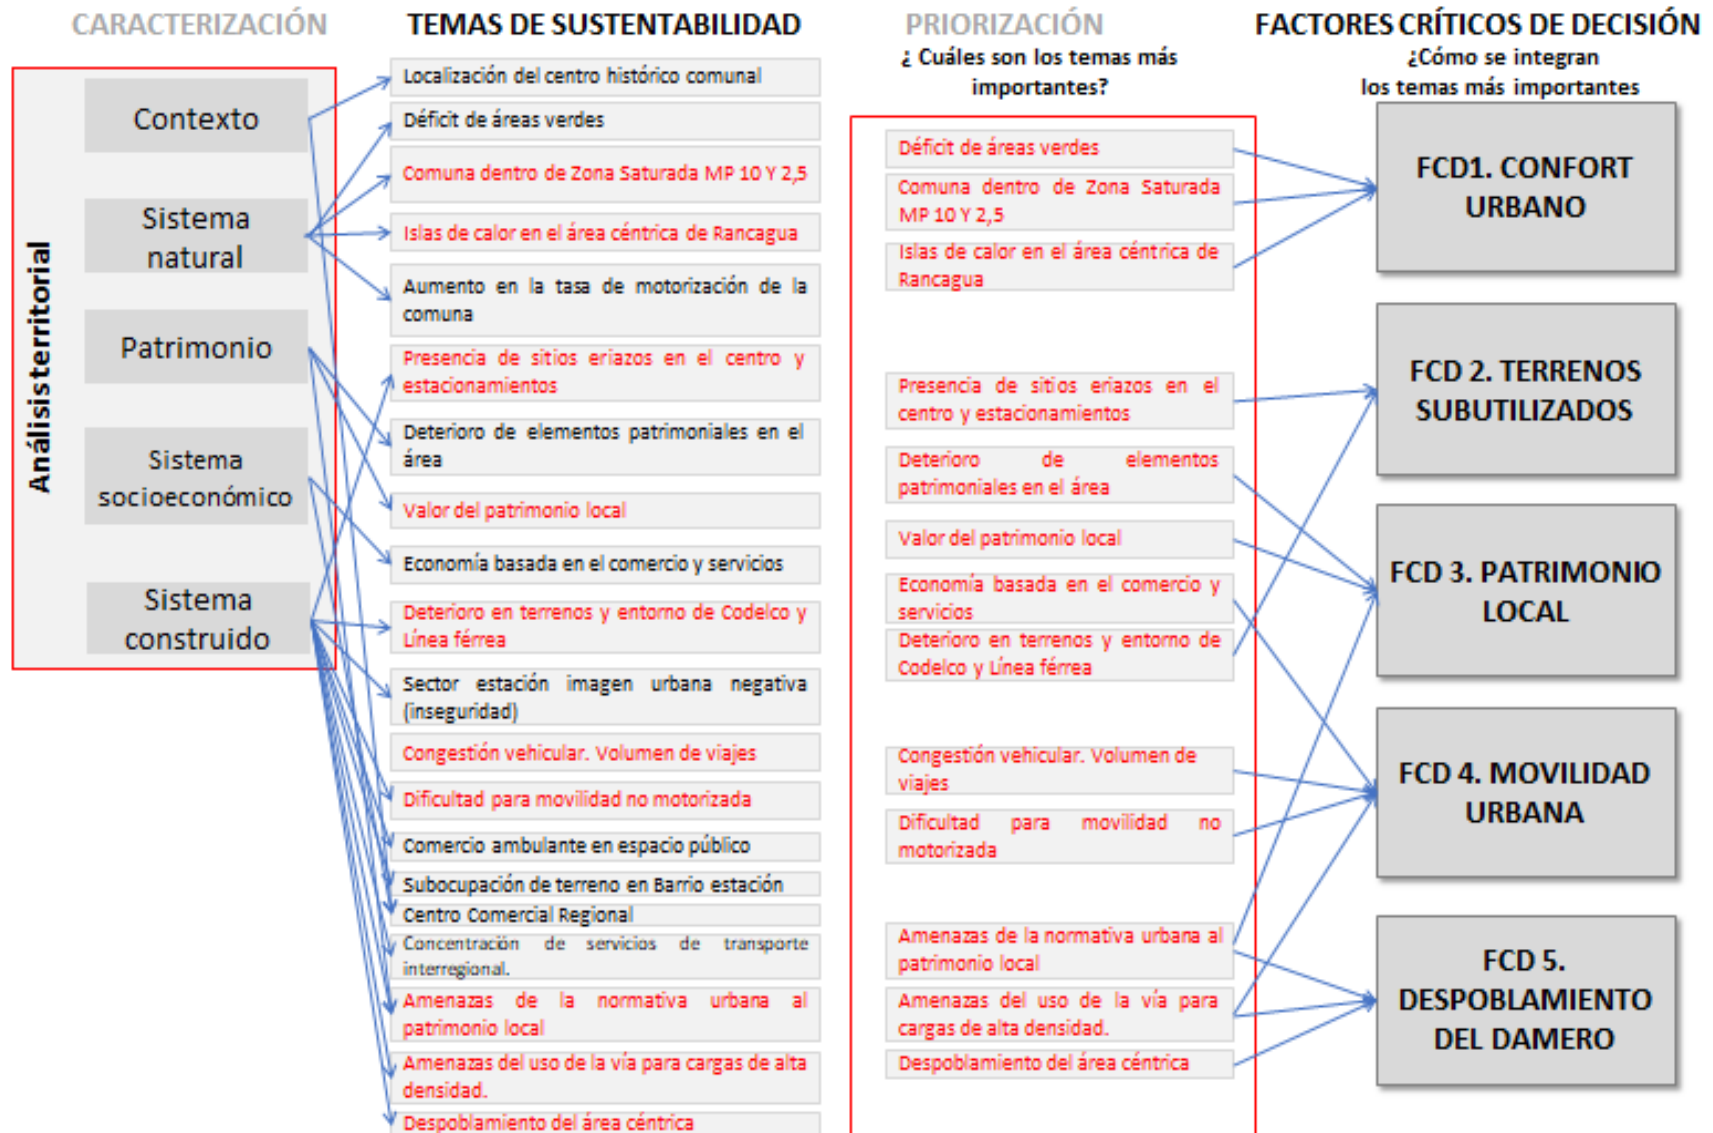 CARACTERIZACIÓN
Análisis territorial
Contexto
Sistema
natural
Patrimonio
Sistema
socioeconómico
Sistema
construido
TEMAS DE SUSTENTABILIDAD
Localización del centro histórico comunal
Déficit de áreas verdes
Comuna dentro de Zona Saturada MP 10 Y 2,5
Islas de calor en el área céntrica de Rancagua
Aumento en la tasa de motorización de la
comuna
Presencia de sitios eriazos en el centro y
estacionamientos
Deterioro de elementos patrimoniales en el
área
Valor del patrimonio local
Economía basada en el comercio y servicios
Deterioro en terrenos y entorno de Codelco y
Línea férrea
Sector estación imagen urbana negativa
(inseguridad)
Congestión vehicular. Volumen de viajes
Dificultad para movilidad no motorizada
Comercio ambulante en espacio público
Subocupación de terreno en Barrio estación
Centro Comercial Regional
Concentración de servicios de transporte
interregional.
Amenazas de la normativa urbana al
patrimonio local
Amenazas del uso de la vía para cargas de alta
densidad.
Despoblamiento del área céntrica
PRIORIZACIÓN
¿ Cuáles son los temas más
importantes?
Déficit de áreas verdes
Comuna dentro de Zona Saturada
MP 10 Y 2,5
Islas de calor en el área céntrica de
Rancagua
Presencia de sitios eriazos en el
centro y estacionamientos
Deterioro de elementos
patrimoniales en el área
Valor del patrimonio local
Economía basada en el comercio y
servicios
Deterioro en terrenos y entorno de
Codelco y Línea férrea
Congestión vehicular. Volumen de
viajes
Dificultad para movilidad no
motorizada
Amenazas de la normativa urbana al
patrimonio local
Amenazas del uso de la vía para
cargas de alta densidad.
Despoblamiento del área céntrica
FACTORES CRÍTICOS DE DECISIÓN
¿Cómo se integran
los temas más importantes
FCD1. CONFORT
URBANO
FCD 2. TERRENOS
SUBUTILIZADOS
FCD 3. PATRIMONIO
LOCAL
FCD 4. MOVILIDAD
URBANA
FCD 5.
DESPOBLAMIENTO
DEL DAMERO